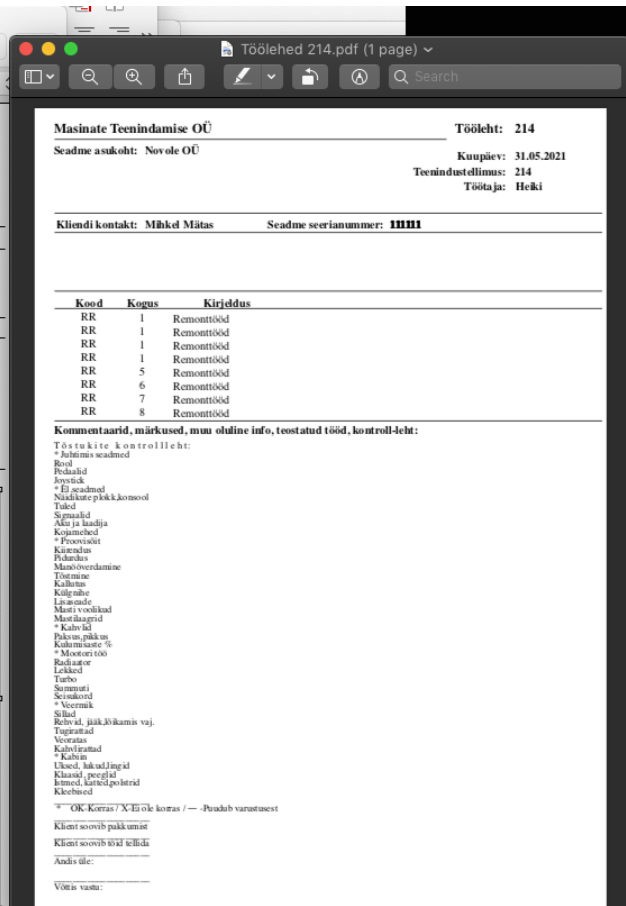 Töölehed 214.pdf (1 page)
Search
Masinate Teenindamise OÜ
Tööleht: 214
Seadme asukoht: Novole OÜ
Kuupäev: 31.05.2021
Teenindustellimus: 214
Töötaja: Heiki
Kliendi kontakt: Mihkel Mätas Seadme seerianummer: 111111
Kood Kogus Kirjeldus
RR 1 Remonttööd
RR 1 Remonttööd
RR 1 Remonttööd
RR 1 Remonttööd
RR 5 Remonttööd
RR 6 Remonttööd
RR 7 Remonttööd
RR 8 Remonttööd
Kommentaarid, märkused, muu oluline info, teostatud tööd, kontroll-leht:
Tõstukite kontrollleht:
* Juhtimis seadmed
Rool
Pedaalid
Joystick
* El.seadmed
Näidikute plokk,konsool
Tuled
Signaalid
Aku ja laadija
Kojamehed
* Proovisõit
Kiirendus
Pidurdus
Manööverdamine
Tõstmine
Kallutus
Külgnihe
Lisaseade
Masti voolikud
Mastilaagrid
* Kahvlid
Paksus,pikkus
Kulumisaste %
* Mootori töö
Radiaator
Lekked
Turbo
Summuti
Seisukord
* Veermik
Sillad
Rehvid, jääk,lõikamis vaj.
Tugirattad
Veoratas
Kahvlirattad
* Kabiin
Uksed, lukud,lingid
Klaasid, peeglid
Istmed, katted,polstrid
Kleebised
* OK-Korras / X-Ei ole korras / — -Puudub varustusest
Klient soovib pakkumist
Klient soovib töid tellida
Andis üle:
Võttis vastu: